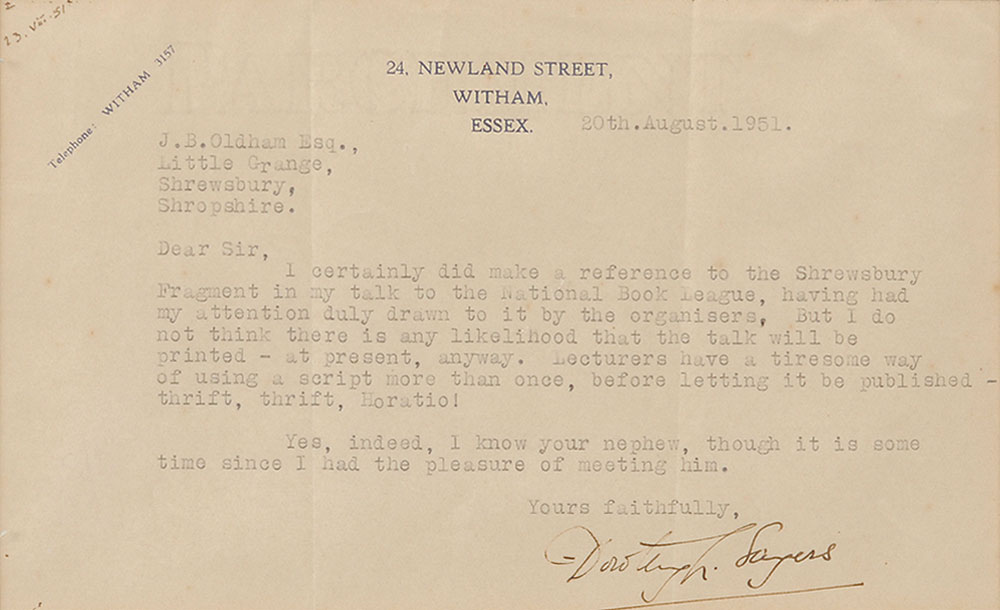 23. VIII. 51
Telephone: WITHAM 3157
24, NEWLAND STREET,
WITHAM,
ESSEX.
20th.August.1951.
J.B.Oldham Esq.,
Little Grange,
Shrewsbury,
Shropshire.
Dear Sir,
I certainly did make a reference to the Shrewsbury
Fragment in my talk to the National Book League, having had
my attention duly drawn to it by the organisers, But I do
not think there is any likelihood that the talk will be
printed - at present, anyway. Lecturers have a tiresome way
of using a script more than once, before letting it be published -
thrift, thrift, Horatio!
Yes, indeed, I know your nephew, though it is some
time since I had the pleasure of meeting him.
Yours faithfully,
Dorothy L. Sayers